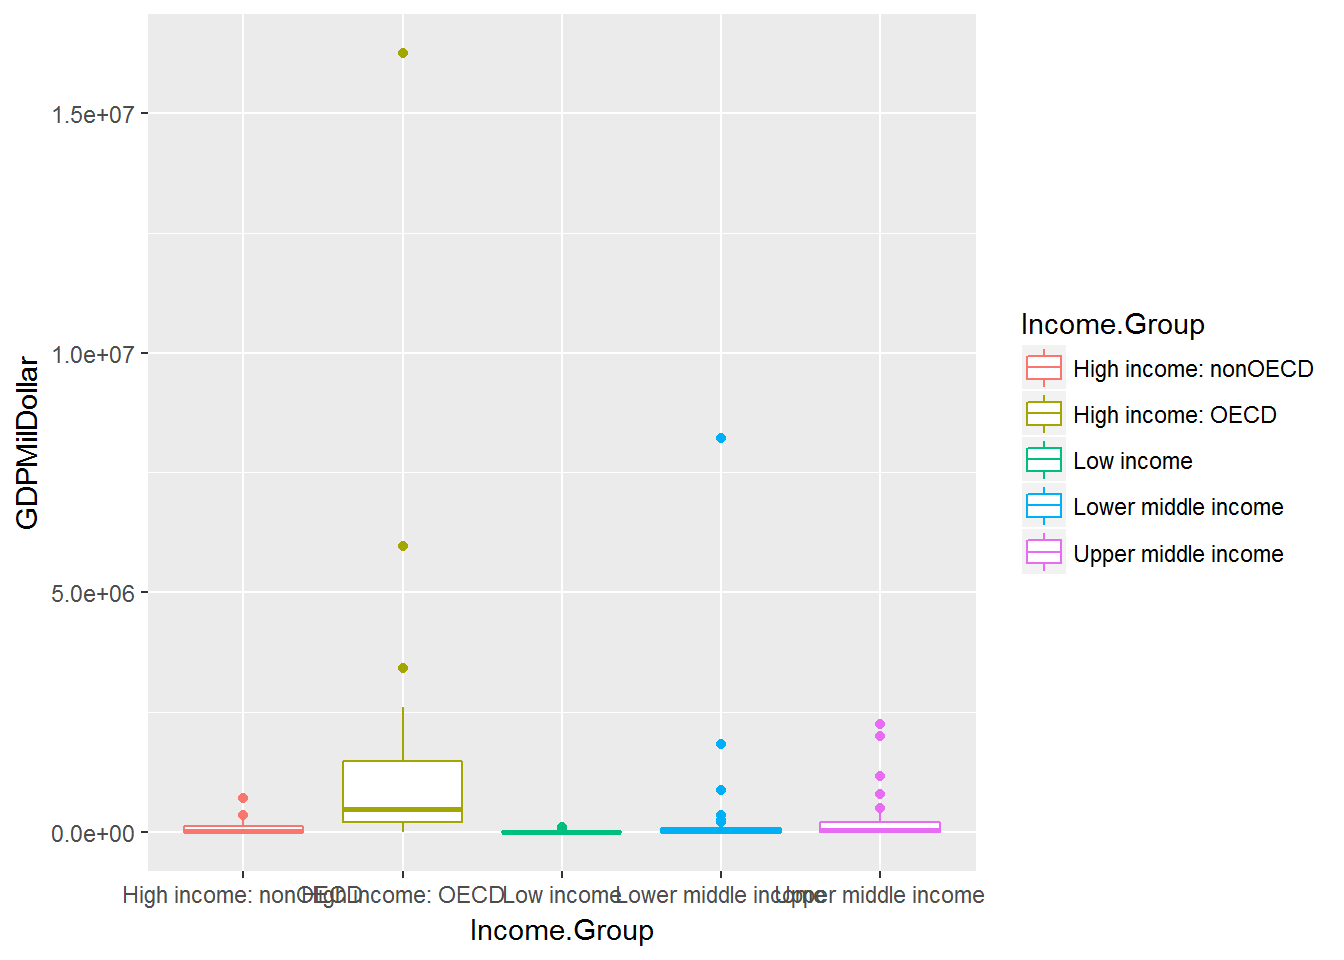 GDPMilDollar
1.5e+07
1.0e+07
5.0e+06
0.0e+00
High income: nonOECD
High income: OECD
Low income
Lower middle income
Upper middle income
Income.Group
Income.Group
High income: nonOECD
High income: OECD
Low income
Lower middle income
Upper middle income